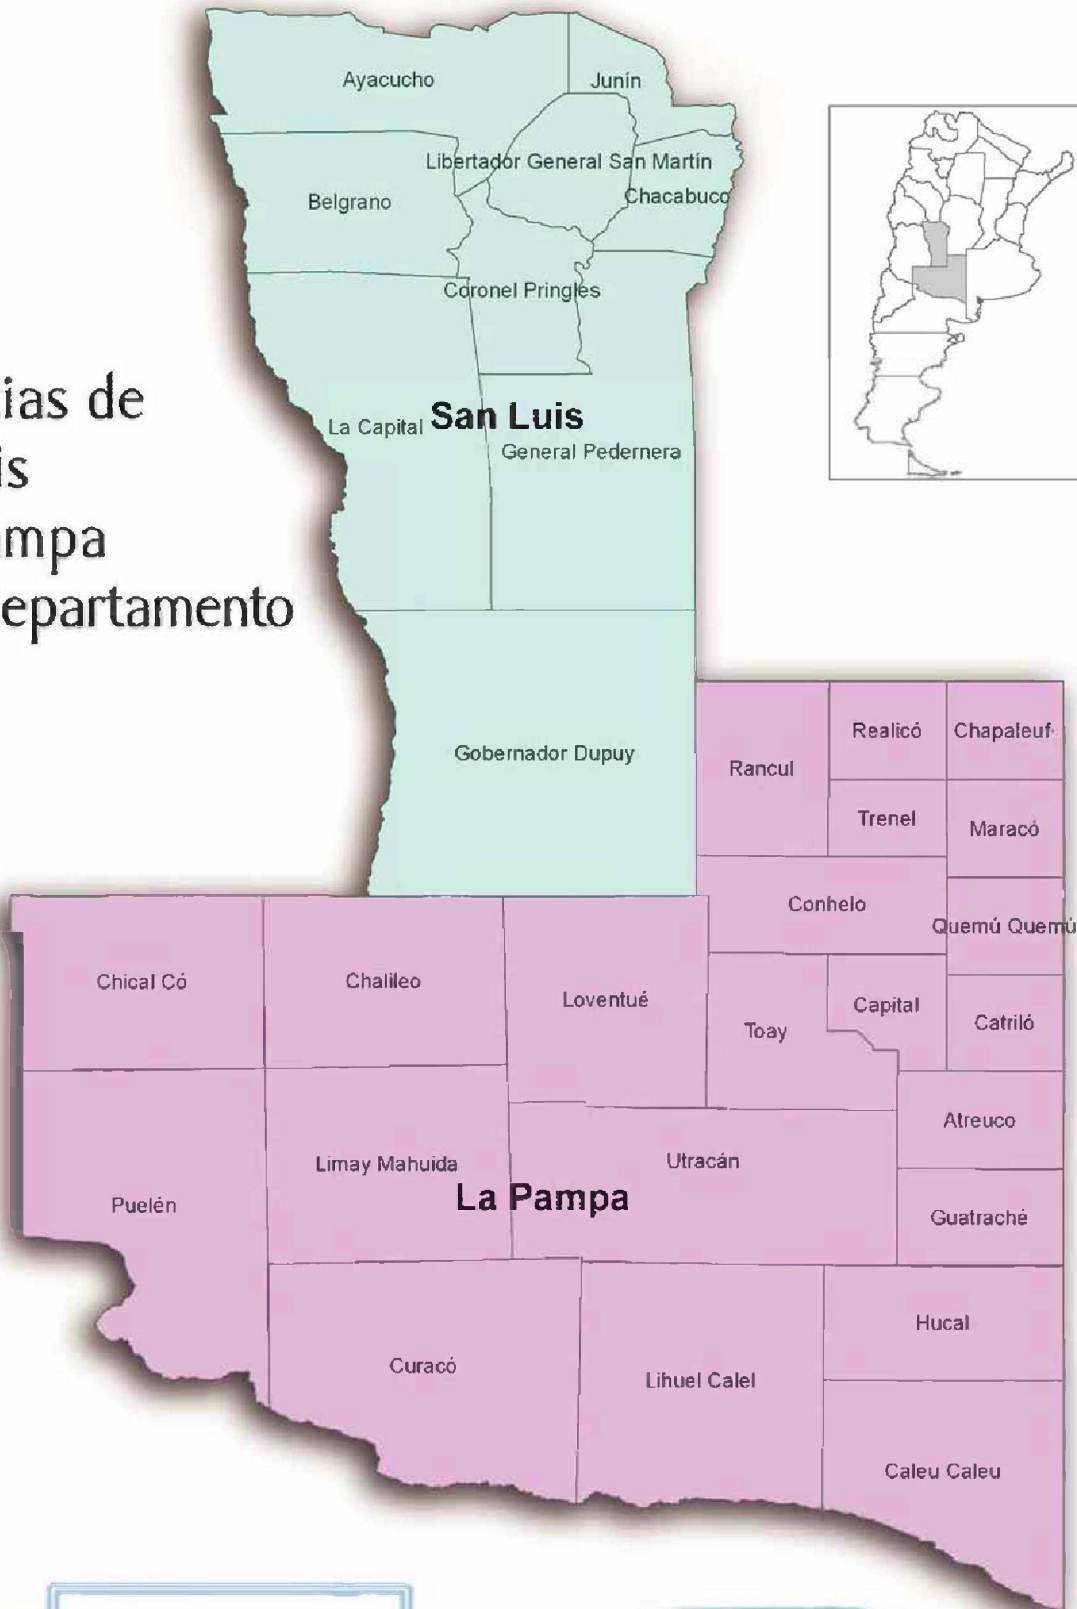 ias de
is
mpa
epartamento
Ayacucho
Junín
Libertador General San Martín
Belgrano
Chacabuco
Coronel Pringles
La Capital
San Luis
General Pedernera
Gobernador Dupuy
Realicó
Chapaleuf
Rancul
Trenel
Maracó
Conhelo
Quemú Quemú
Chical Có
Chalileo
Loventué
Capital
Toay
Catriló
Atreuco
Limay Mahuida
Utracán
Puelén
La Pampa
Guatraché
Hucal
Curacó
Lihuel Calel
Caleu Caleu